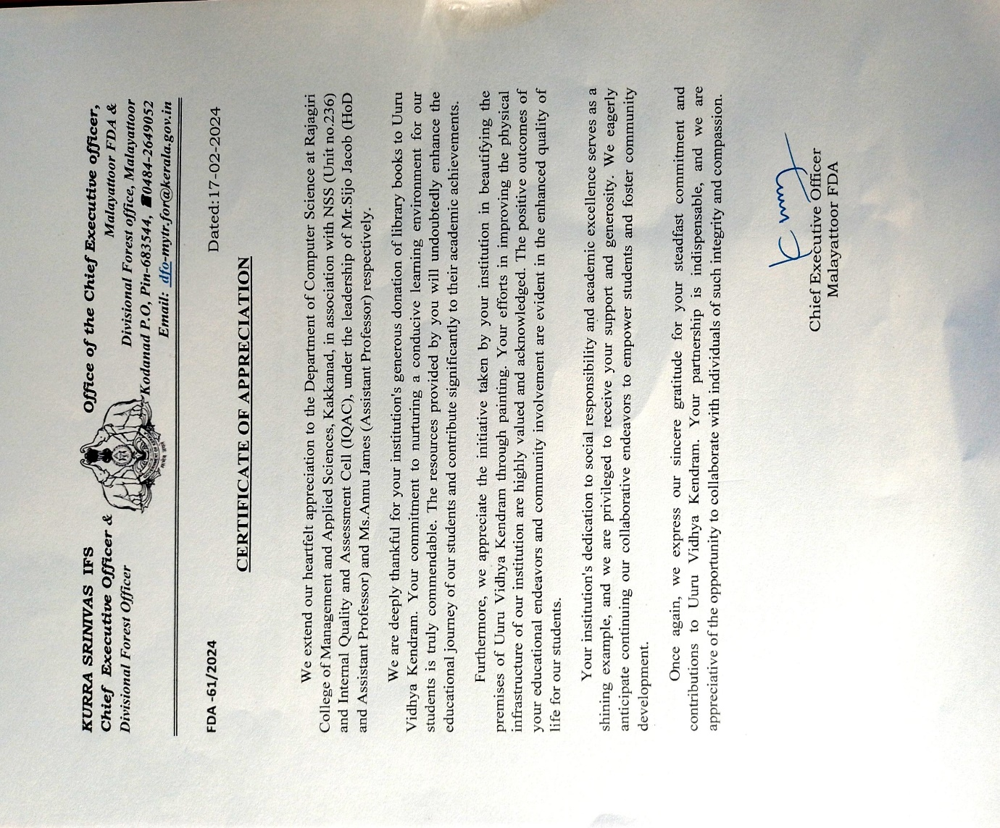 KURRA SRINIVAS IFS
Chief Executive Officer &
Divisional Forest Officer
Office of the Chief Executive officer,
Malayattoor FDA &
Divisional Forest office, Malayattoor
Kodanad P.O, Pin-683544, ☎0484-2649052
Email: dfo-mytr.for@kerala.gov.in
FDA -61/2024
Dated:17-02-2024
CERTIFICATE OF APPRECIATION
We extend our heartfelt appreciation to the Department of Computer Science at Rajagiri
College of Management and Applied Sciences, Kakkanad, in association with NSS (Unit no.236)
and Internal Quality and Assessment Cell (IQAC), under the leadership of Mr.Sijo Jacob (HoD
and Assistant Professor) and Ms.Annu James (Assistant Professor) respectively.
We are deeply thankful for your institution's generous donation of library books to Uuru
Vidhya Kendram. Your commitment to nurturing a conducive learning environment for our
students is truly commendable. The resources provided by you will undoubtedly enhance the
educational journey of our students and contribute significantly to their academic achievements.
Furthermore, we appreciate the initiative taken by your institution in beautifying the
premises of Uuru Vidhya Kendram through painting. Your efforts in improving the physical
infrastructure of our institution are highly valued and acknowledged. The positive outcomes of
your educational endeavors and community involvement are evident in the enhanced quality of
life for our students.
Your institution's dedication to social responsibility and academic excellence serves as a
shining example, and we are privileged to receive your support and generosity. We eagerly
anticipate continuing our collaborative endeavors to empower students and foster community
development.
Once again, we express our sincere gratitude for your steadfast commitment and
contributions to Uuru Vidhya Kendram. Your partnership is indispensable, and we are
appreciative of the opportunity to collaborate with individuals of such integrity and compassion.
Chief Executive Officer
Malayattoor FDA